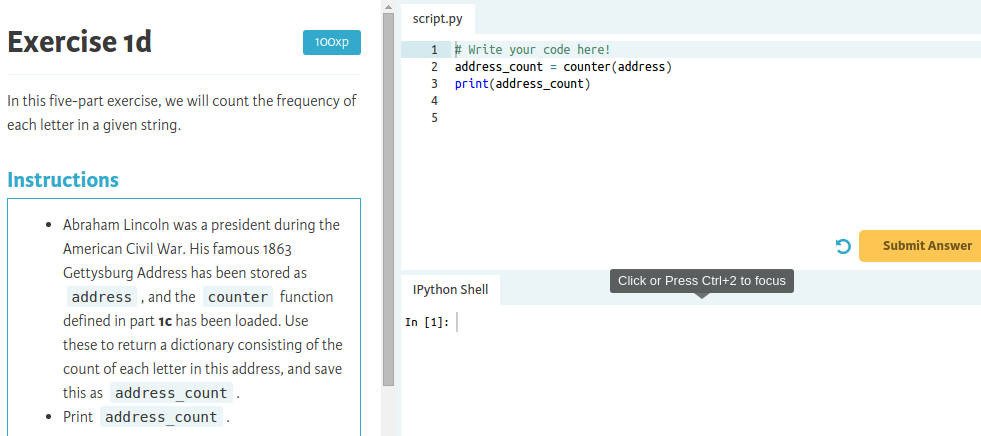 Exercise 1d
100xp
In this five-part exercise, we will count the frequency of
each letter in a given string.
Instructions
• Abraham Lincoln was a president during the
American Civil War. His famous 1863
Gettysburg Address has been stored as
address , and the counter function
defined in part 1c has been loaded. Use
these to return a dictionary consisting of the
count of each letter in this address, and save
this as address_count .
• Print address_count .
script.py
1 # Write your code here!
2 address_count = counter(address)
3 print(address_count)
4
5
Submit Answer
Click or Press Ctrl+2 to focus
IPython Shell
In [1]: